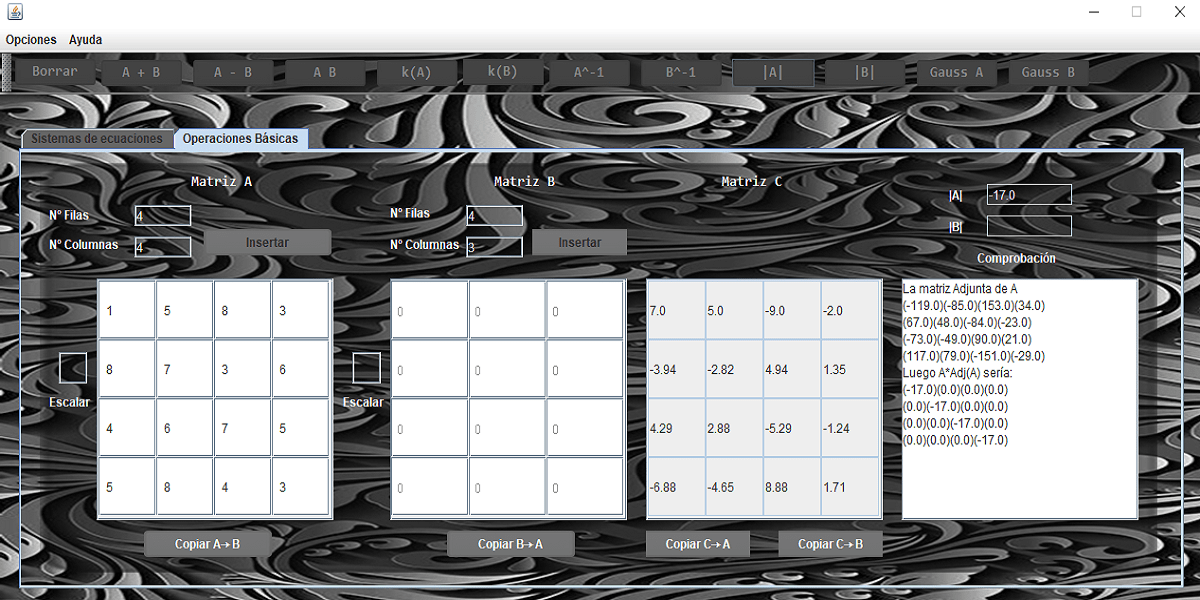 Opciones Ayuda
Borrar A + B A - B A B k(A) k(B) A^-1 B^-1 |A| |B| Gauss A Gauss B
Sistemas de ecuaciones Operaciones Básicas
Matriz A Matriz B Matriz C
|A| -17.0
Nº Filas 4 Nº Filas 4
|B|
Nº Columnas 4 Insertar Nº Columnas 3 Insertar
Comprobación
1 5 8 3 0 0 0 7.0 5.0 -9.0 -2.0
8 7 3 6 0 0 0 -3.94 -2.82 4.94 1.35
Escalar Escalar
4 6 7 5 0 0 0 4.29 2.88 -5.29 -1.24
5 8 4 3 0 0 0 -6.88 -4.65 8.88 1.71
La matriz Adjunta de A
(-119.0)(-85.0)(153.0)(34.0)
(67.0)(48.0)(-84.0)(-23.0)
(-73.0)(-49.0)(90.0)(21.0)
(117.0)(79.0)(-151.0)(-29.0)
Luego A*Adj(A) sería:
(-17.0)(0.0)(0.0)(0.0)
(0.0)(-17.0)(0.0)(0.0)
(0.0)(0.0)(-17.0)(0.0)
(0.0)(0.0)(0.0)(-17.0)
Copiar A→B Copiar B→A Copiar C→A Copiar C→B